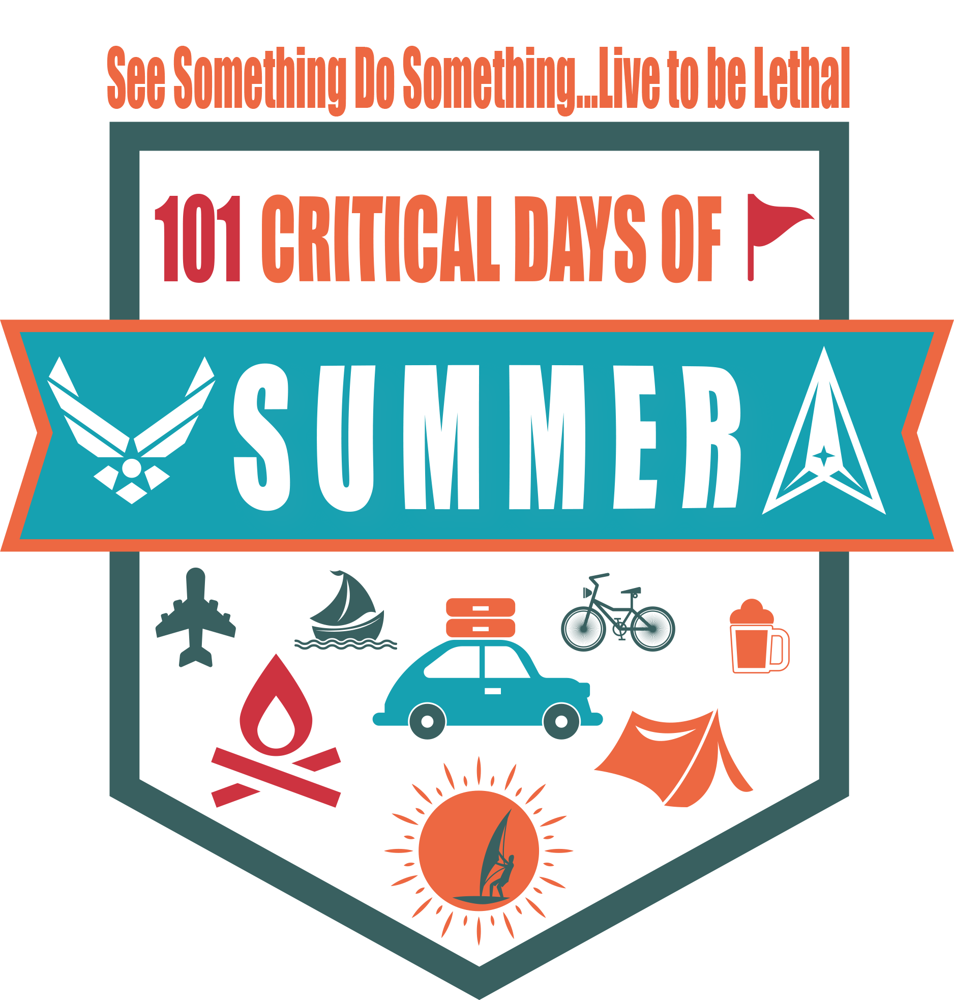 See Something Do Something...Live to be Lethal
101 CRITICAL DAYS OF
SUMMER